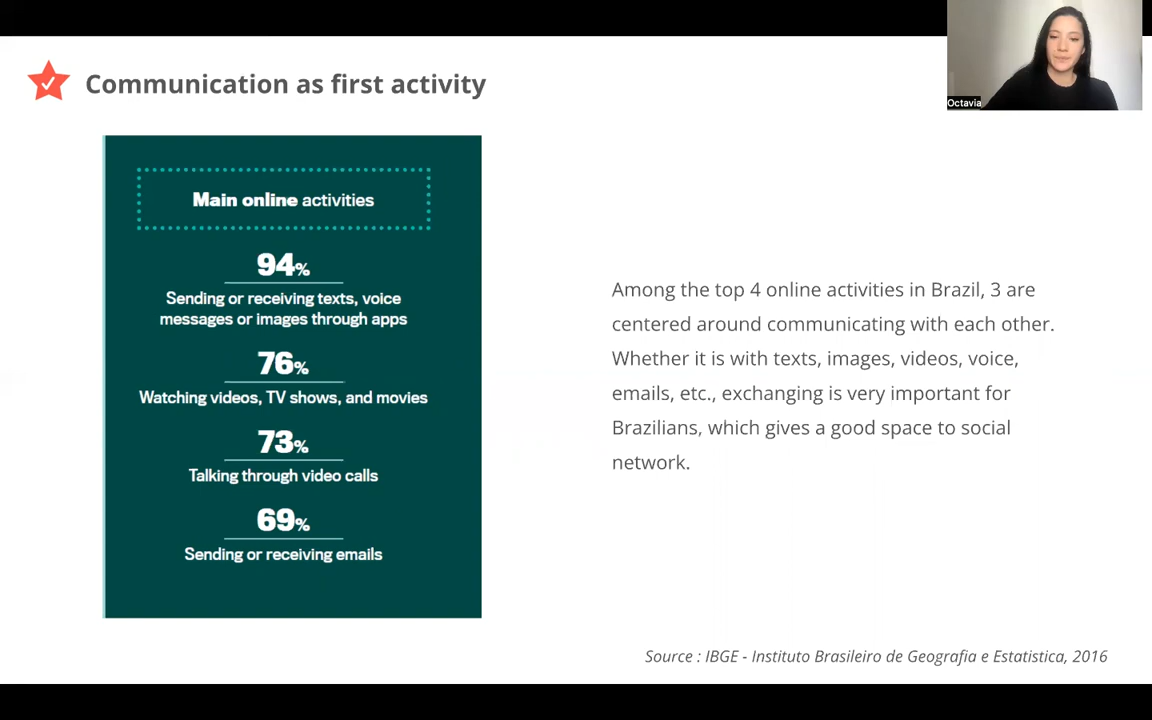 Communication as first activity
Octavia
Main online activities
94%
Sending or receiving texts, voice
messages or images through apps
76%
Watching videos, TV shows, and movies
73%
Talking through video calls
69%
Sending or receiving emails
Among the top 4 online activities in Brazil, 3 are
centered around communicating with each other.
Whether it is with texts, images, videos, voice,
emails, etc., exchanging is very important for
Brazilians, which gives a good space to social
network.
Source : IBGE - Instituto Brasileiro de Geografia e Estatistica, 2016